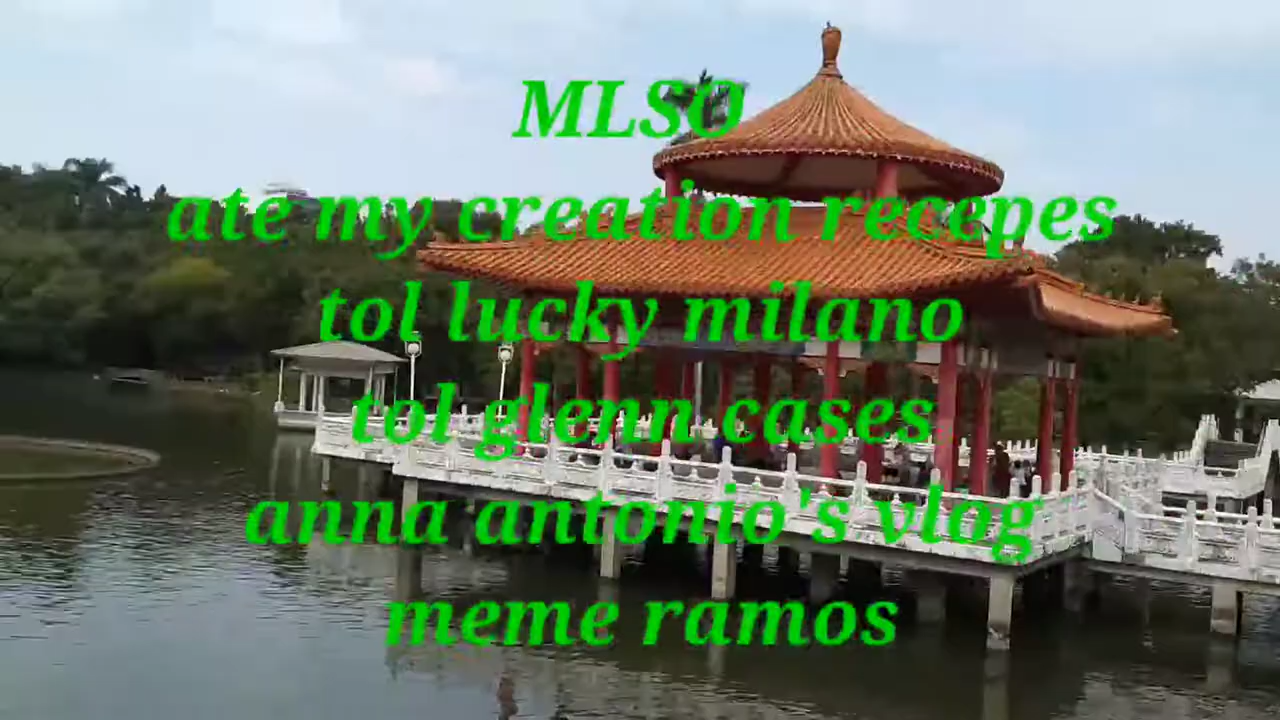 MLSO
ate my creation recepes
tol lucky milano
tol glenn cases
anna antonio's vlog
meme ramos